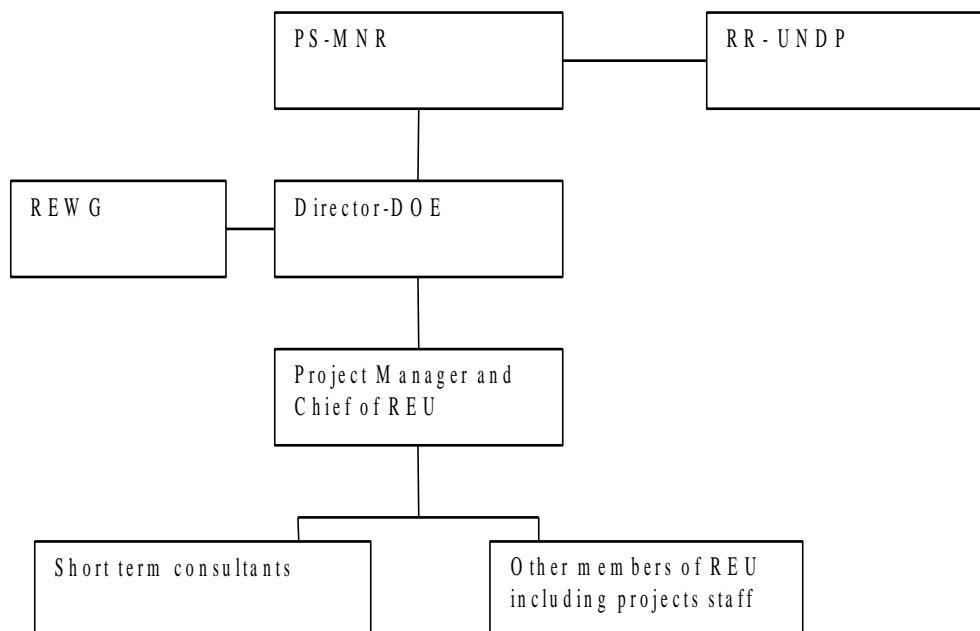 PS-MNR
RR- UNDP
REWG
Director-DOE
Project Manager and
Chief of REU
Short term consultants
Other members of REU
including projects staff